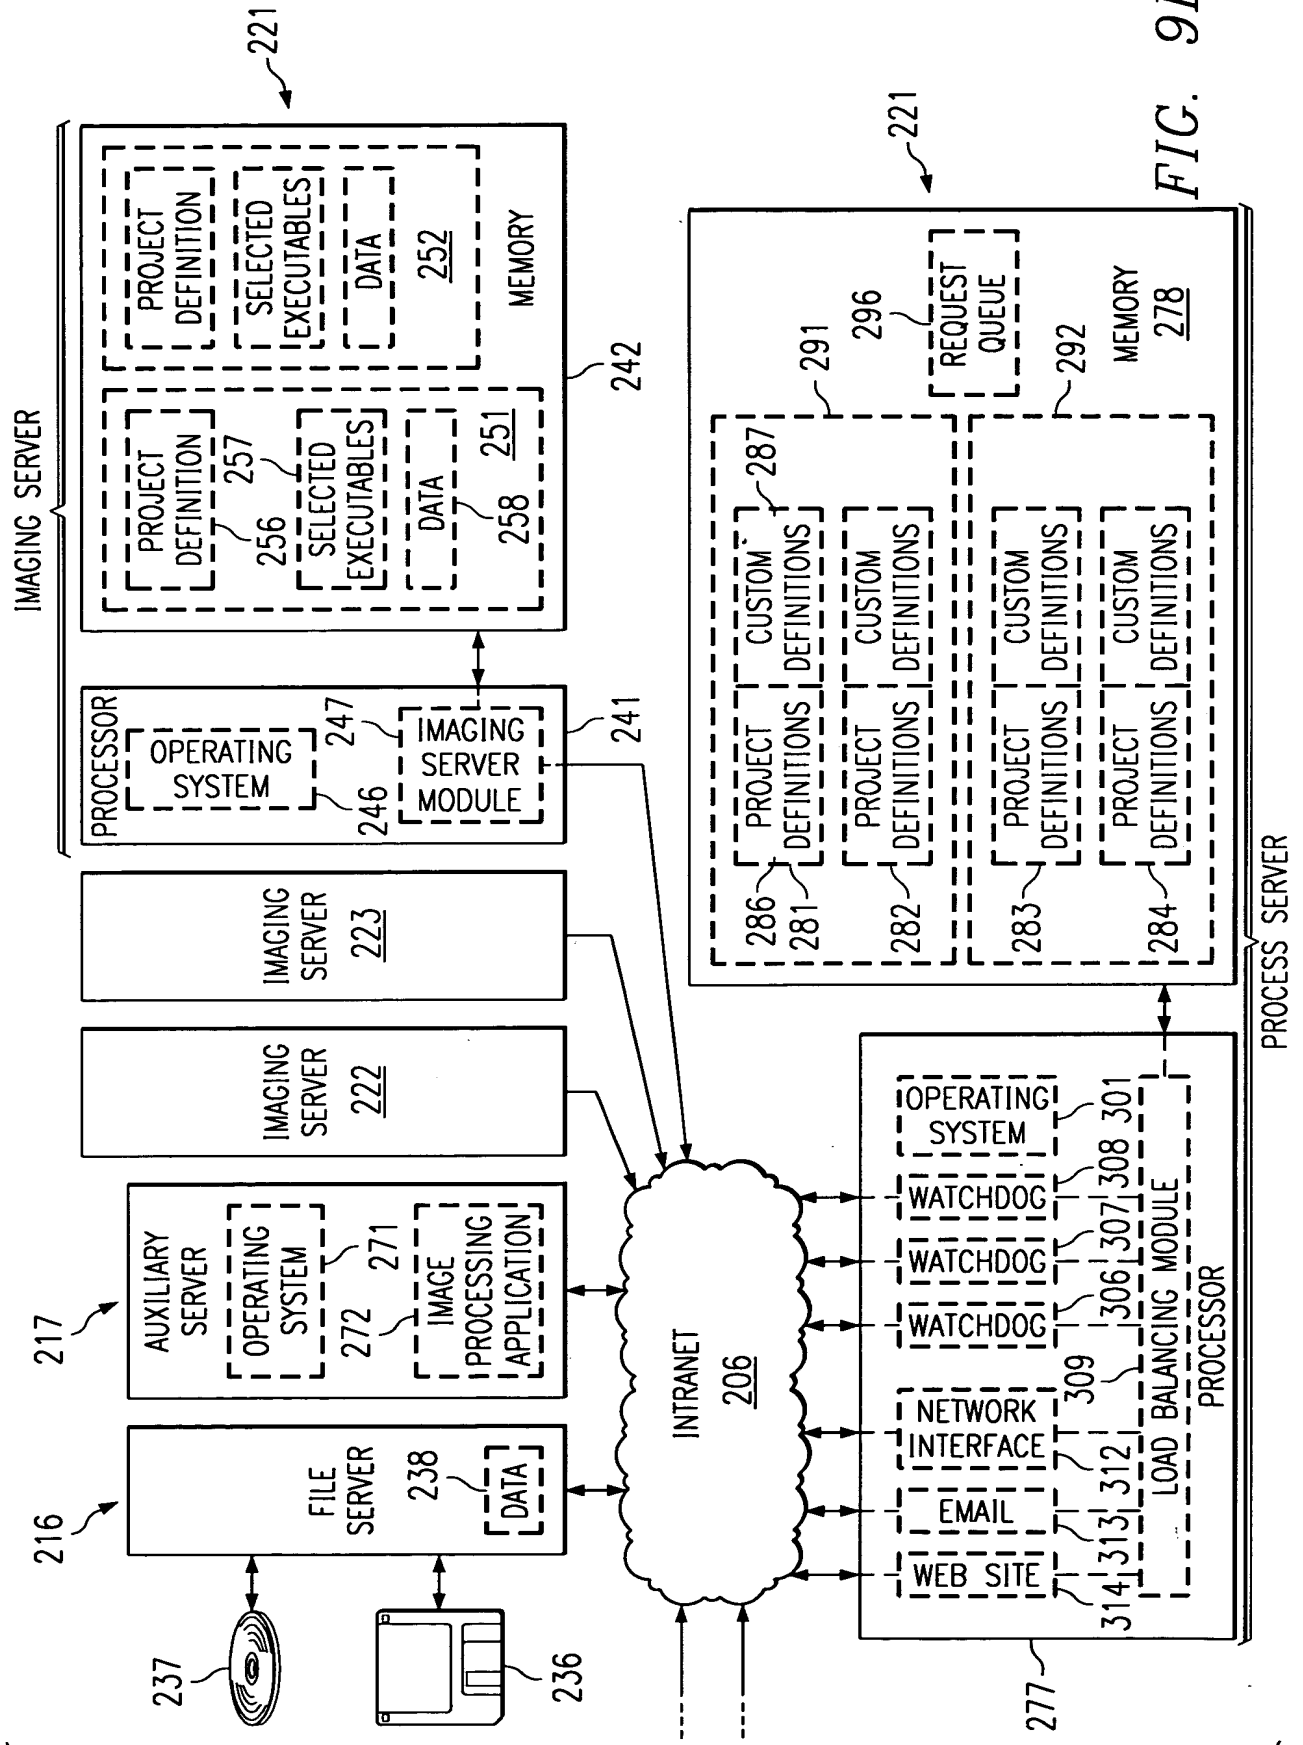 216
217
IMAGING SERVER
221
237
236
FILE
SERVER
238
DATA
AUXILIARY
SERVER
OPERATING
SYSTEM
271
272
IMAGE
PROCESSING
APPLICATION
IMAGING
SERVER
222
IMAGING
SERVER
223
PROCESSOR
OPERATING
SYSTEM
246
247
IMAGING
SERVER
MODULE
241
PROJECT
DEFINITION
256
257
SELECTED
EXECUTABLES
DATA
251
258
PROJECT
DEFINITION
SELECTED
EXECUTABLES
DATA
252
MEMORY
242
INTRANET
206
277
WEB SITE
314
EMAIL
313
NETWORK
INTERFACE
312
309
WATCHDOG
306
WATCHDOG
307
WATCHDOG
308
OPERATING
SYSTEM
301
LOAD BALANCING MODULE
PROCESSOR
221
286
281
PROJECT
DEFINITIONS
CUSTOM
DEFINITIONS
287
282
PROJECT
DEFINITIONS
CUSTOM
DEFINITIONS
291
283
PROJECT
DEFINITIONS
CUSTOM
DEFINITIONS
284
PROJECT
DEFINITIONS
CUSTOM
DEFINITIONS
292
296
REQUEST
QUEUE
MEMORY
278
PROCESS SERVER
FIG.